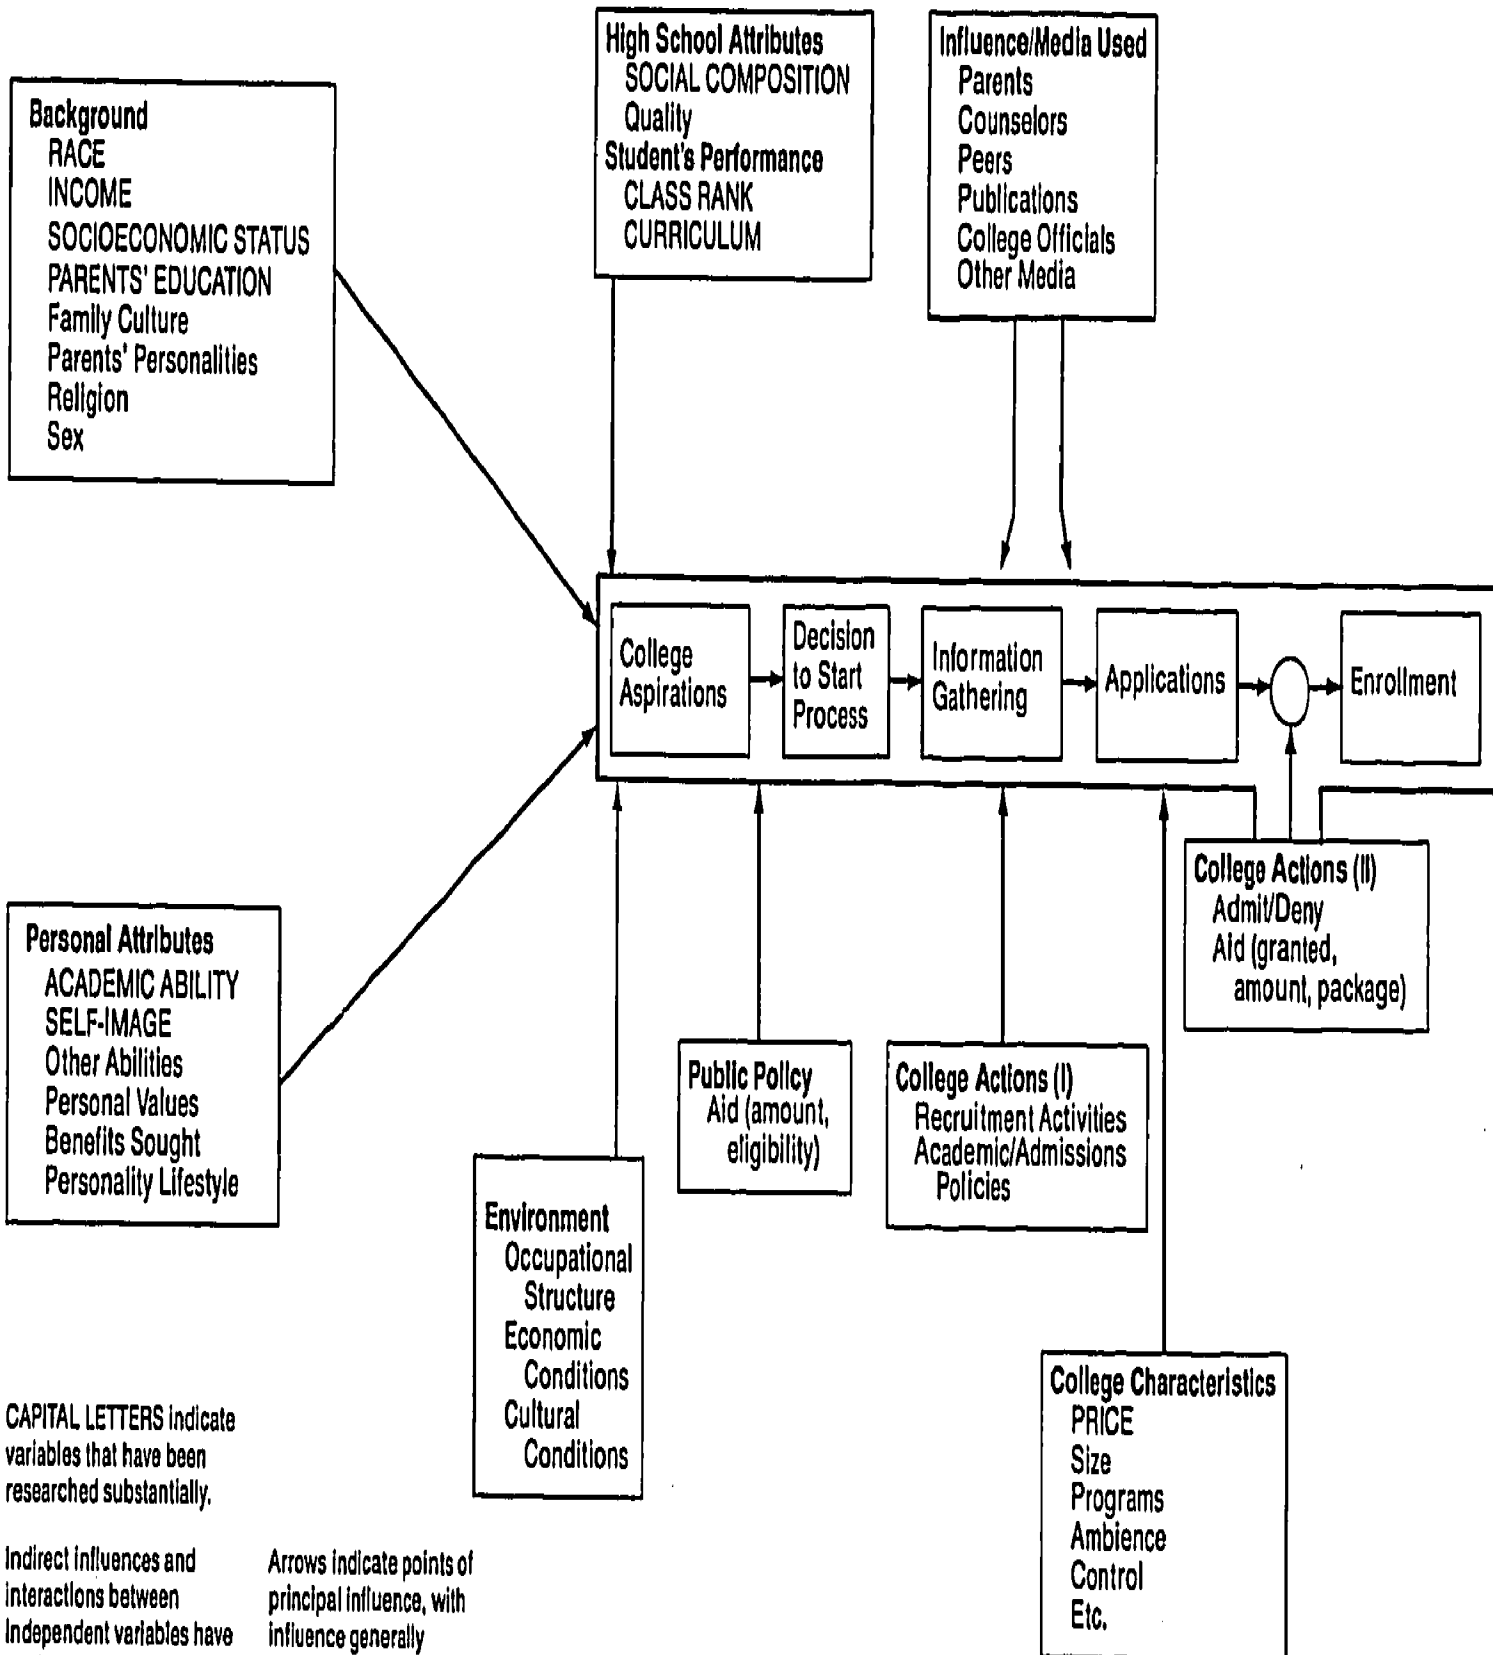 High School Attributes
SOCIAL COMPOSITION
Quality
Student's Performance
CLASS RANK
CURRICULUM
Influence/Media Used
Parents
Counselors
Peers
Publications
College Officials
Other Media
Background
RACE
INCOME
SOCIOECONOMIC STATUS
PARENTS' EDUCATION
Family Culture
Parents' Personalities
Religion
Sex
College
Aspirations
Decision
to Start
Process
Information
Gathering
Applications
Enrollment
Personal Attributes
ACADEMIC ABILITY
SELF-IMAGE
Other Abilities
Personal Values
Benefits Sought
Personality Lifestyle
Environment
Occupational
Structure
Economic
Conditions
Cultural
Conditions
Public Policy
Aid (amount,
eligibility)
College Actions (I)
Recruitment Activities
Academic/Admissions
Policies
College Actions (II)
Admit/Deny
Aid (granted,
amount, package)
College Characteristics
PRICE
Size
Programs
Ambience
Control
Etc.
CAPITAL LETTERS indicate
variables that have been
researched substantially.
Indirect influences and
interactions between
Independent variables have
Arrows indicate points of
principal influence, with
influence generally